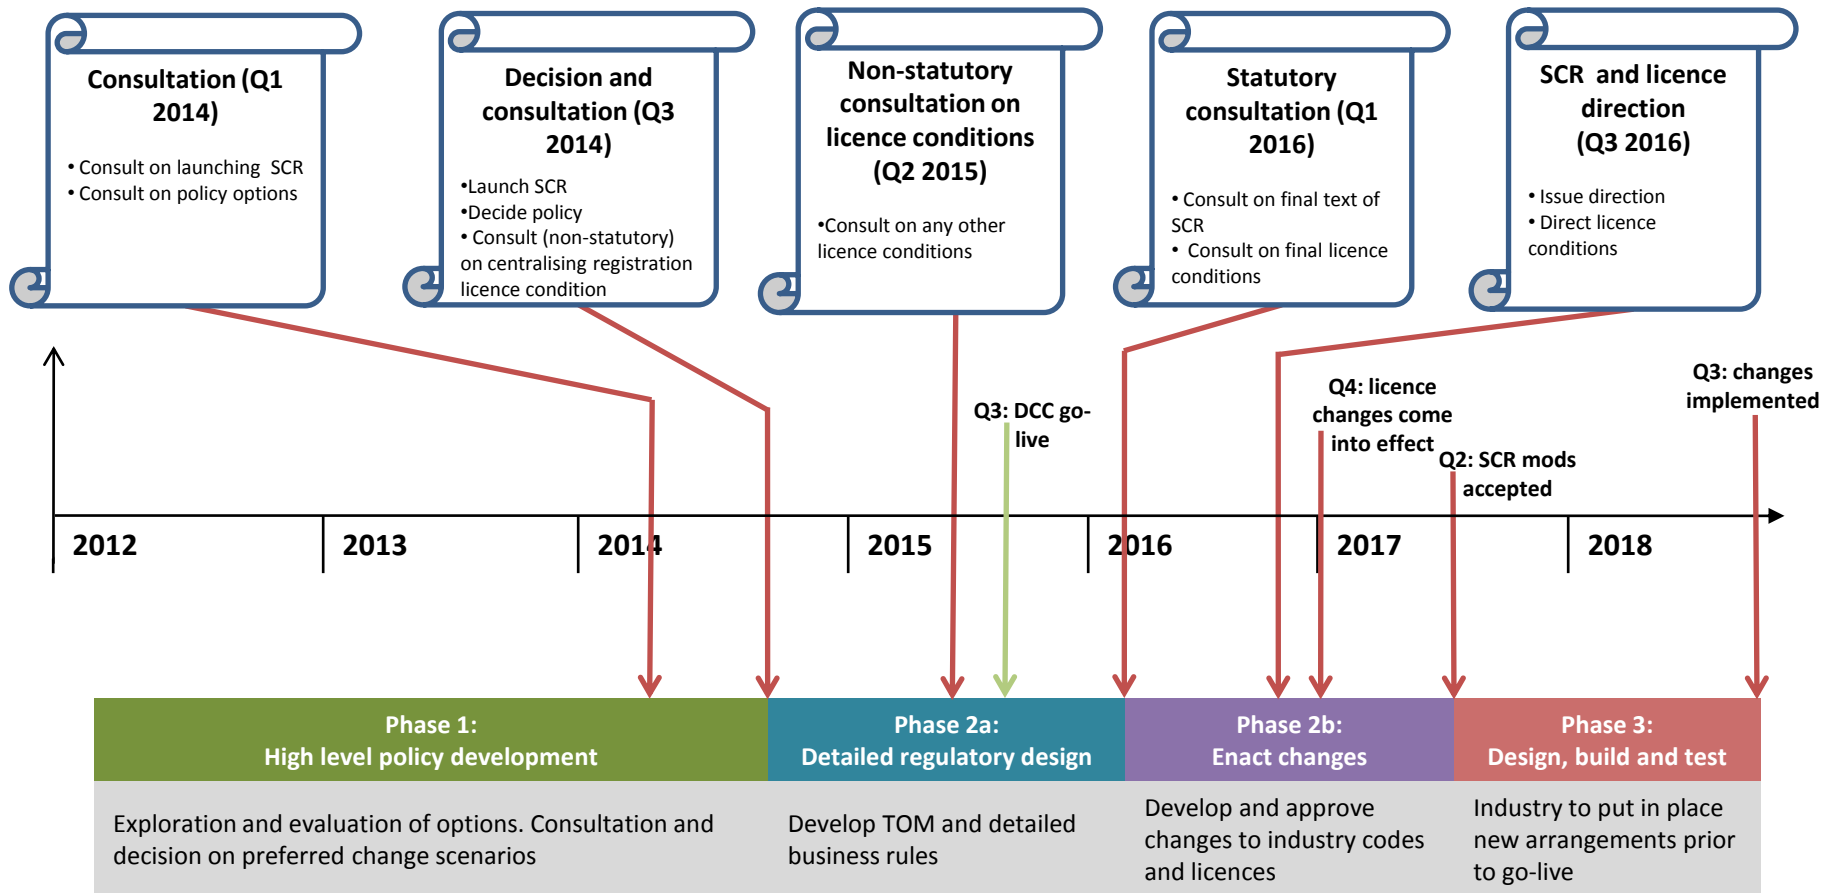 Consultation (Q1
2014)
• Consult on launching SCR
• Consult on policy options
Decision and
consultation (Q3
2014)
•Launch SCR
•Decide policy
• Consult (non-statutory)
on centralising registration
licence condition
Non-statutory
consultation on
licence conditions
(Q2 2015)
•Consult on any other
licence conditions
Statutory
consultation (Q1
2016)
• Consult on final text of
SCR
• Consult on final licence
conditions
SCR and licence
direction
(Q3 2016)
• Issue direction
• Direct licence
conditions
Q3: DCC go-
live
Q4: licence
changes come
into effect
Q2: SCR mods
accepted
Q3: changes
implemented
2012
2013
2014
2015
2016
2017
2018
Phase 1:
High level policy development
Phase 2a:
Detailed regulatory design
Phase 2b:
Enact changes
Phase 3:
Design, build and test
Exploration and evaluation of options. Consultation and
decision on preferred change scenarios
Develop TOM and detailed
business rules
Develop and approve
changes to industry codes
and licences
Industry to put in place
new arrangements prior
to go-live